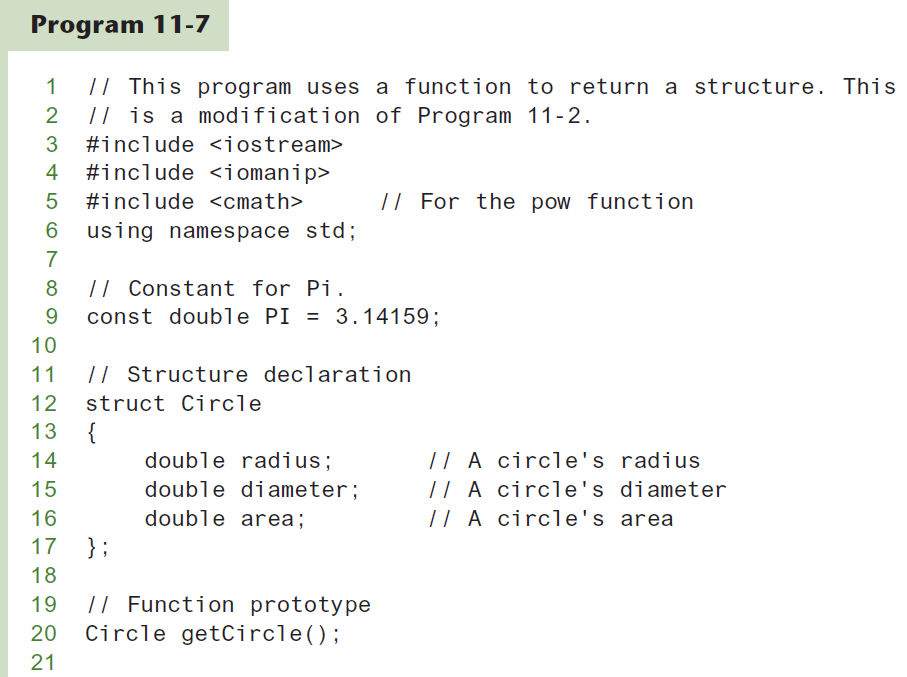 Program 11-7
1 // This program uses a function to return a structure. This
2 // is a modification of Program 11-2.
3 #include <iostream>
4 #include <iomanip>
5 #include <cmath>      // For the pow function
6 using namespace std;
7
8 // Constant for Pi.
9 const double PI = 3.14159;
10
11 // Structure declaration
12 struct Circle
13 {
14     double radius;       // A circle's radius
15     double diameter;     // A circle's diameter
16     double area;         // A circle's area
17 };
18
19 // Function prototype
20 Circle getCircle();
21